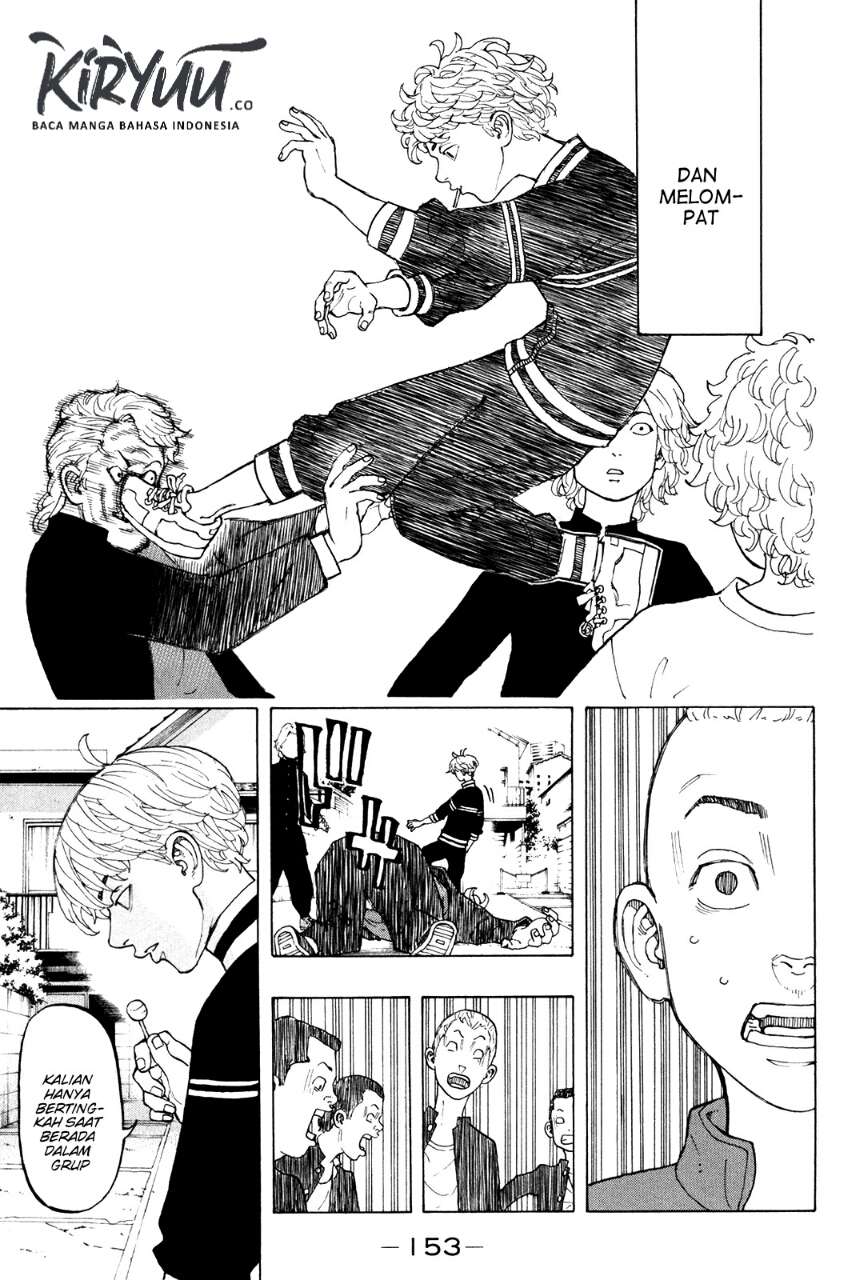 KIRYUU.CO
BACA MANGA BAHASA INDONESIA
DAN
MELOM-
PAT
KALIAN
HANYA
BERTING-
KAH SAAT
BERADA
DALAM
GRUP
—153—